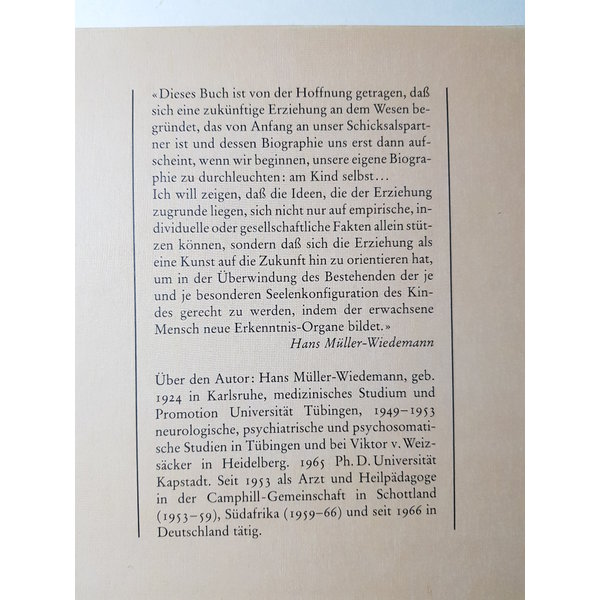 «Dieses Buch ist von der Hoffnung getragen, daß
sich eine zukünftige Erziehung an dem Wesen be-
gründet, das von Anfang an unser Schicksalspart-
ner ist und dessen Biographie uns erst dann auf-
scheint, wenn wir beginnen, unsere eigene Biogra-
phie zu durchleuchten: am Kind selbst...
Ich will zeigen, daß die Ideen, die der Erziehung
zugrunde liegen, sich nicht nur auf empirische, in-
dividuelle oder gesellschaftliche Fakten allein stüt-
zen können, sondern daß sich die Erziehung als
eine Kunst auf die Zukunft hin zu orientieren hat,
um in der Überwindung des Bestehenden der je
und je besonderen Seelenkonfiguration des Kin-
des gerecht zu werden, indem der erwachsene
Mensch neue Erkenntnis-Organe bildet.»
Hans Müller-Wiedemann
Über den Autor: Hans Müller-Wiedemann, geb.
1924 in Karlsruhe, medizinisches Studium und
Promotion Universität Tübingen, 1949–1953
neurologische, psychiatrische und psychosomati-
sche Studien in Tübingen und bei Viktor v. Weiz-
säcker in Heidelberg. 1965 Ph. D. Universität
Kapstadt. Seit 1953 als Arzt und Heilpädagoge
in der Camphill-Gemeinschaft in Schottland
(1953–59), Südafrika (1959–66) und seit 1966 in
Deutschland tätig.